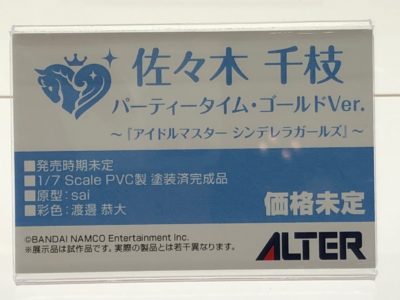 佐々木 千枝
パーティータイム・ゴールドVer.
～『アイドルマスター シンデレラガールズ』～
■発売時期未定
■1/7 Scale PVC製 塗装済完成品
■原型：sai
■彩色：渡邊 恭大
価格未定
©BANDAI NAMCO Entertainment Inc.
※展示品は試作品です。実際の製品とは若干異なります。
ALTER